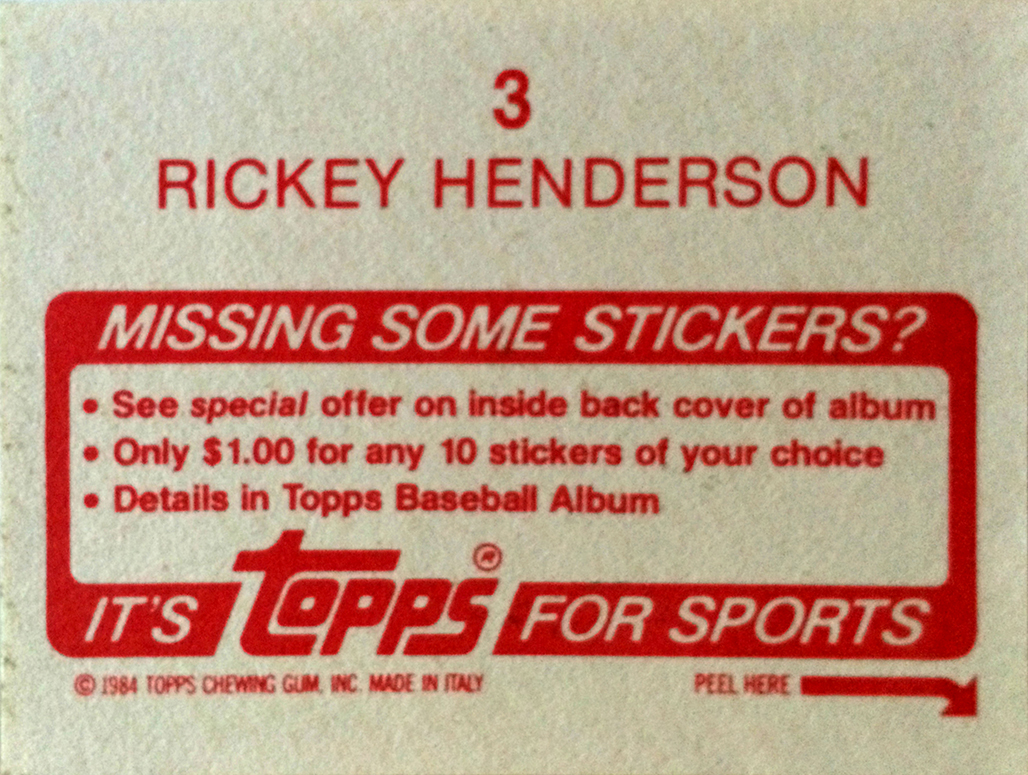 3
RICKEY HENDERSON
MISSING SOME STICKERS?
• See special offer on inside back cover of album
• Only $1.00 for any 10 stickers of your choice
• Details in Topps Baseball Album
IT'S topps® FOR SPORTS
© 1984 TOPPS CHEWING GUM, INC. MADE IN ITALY PEEL HERE